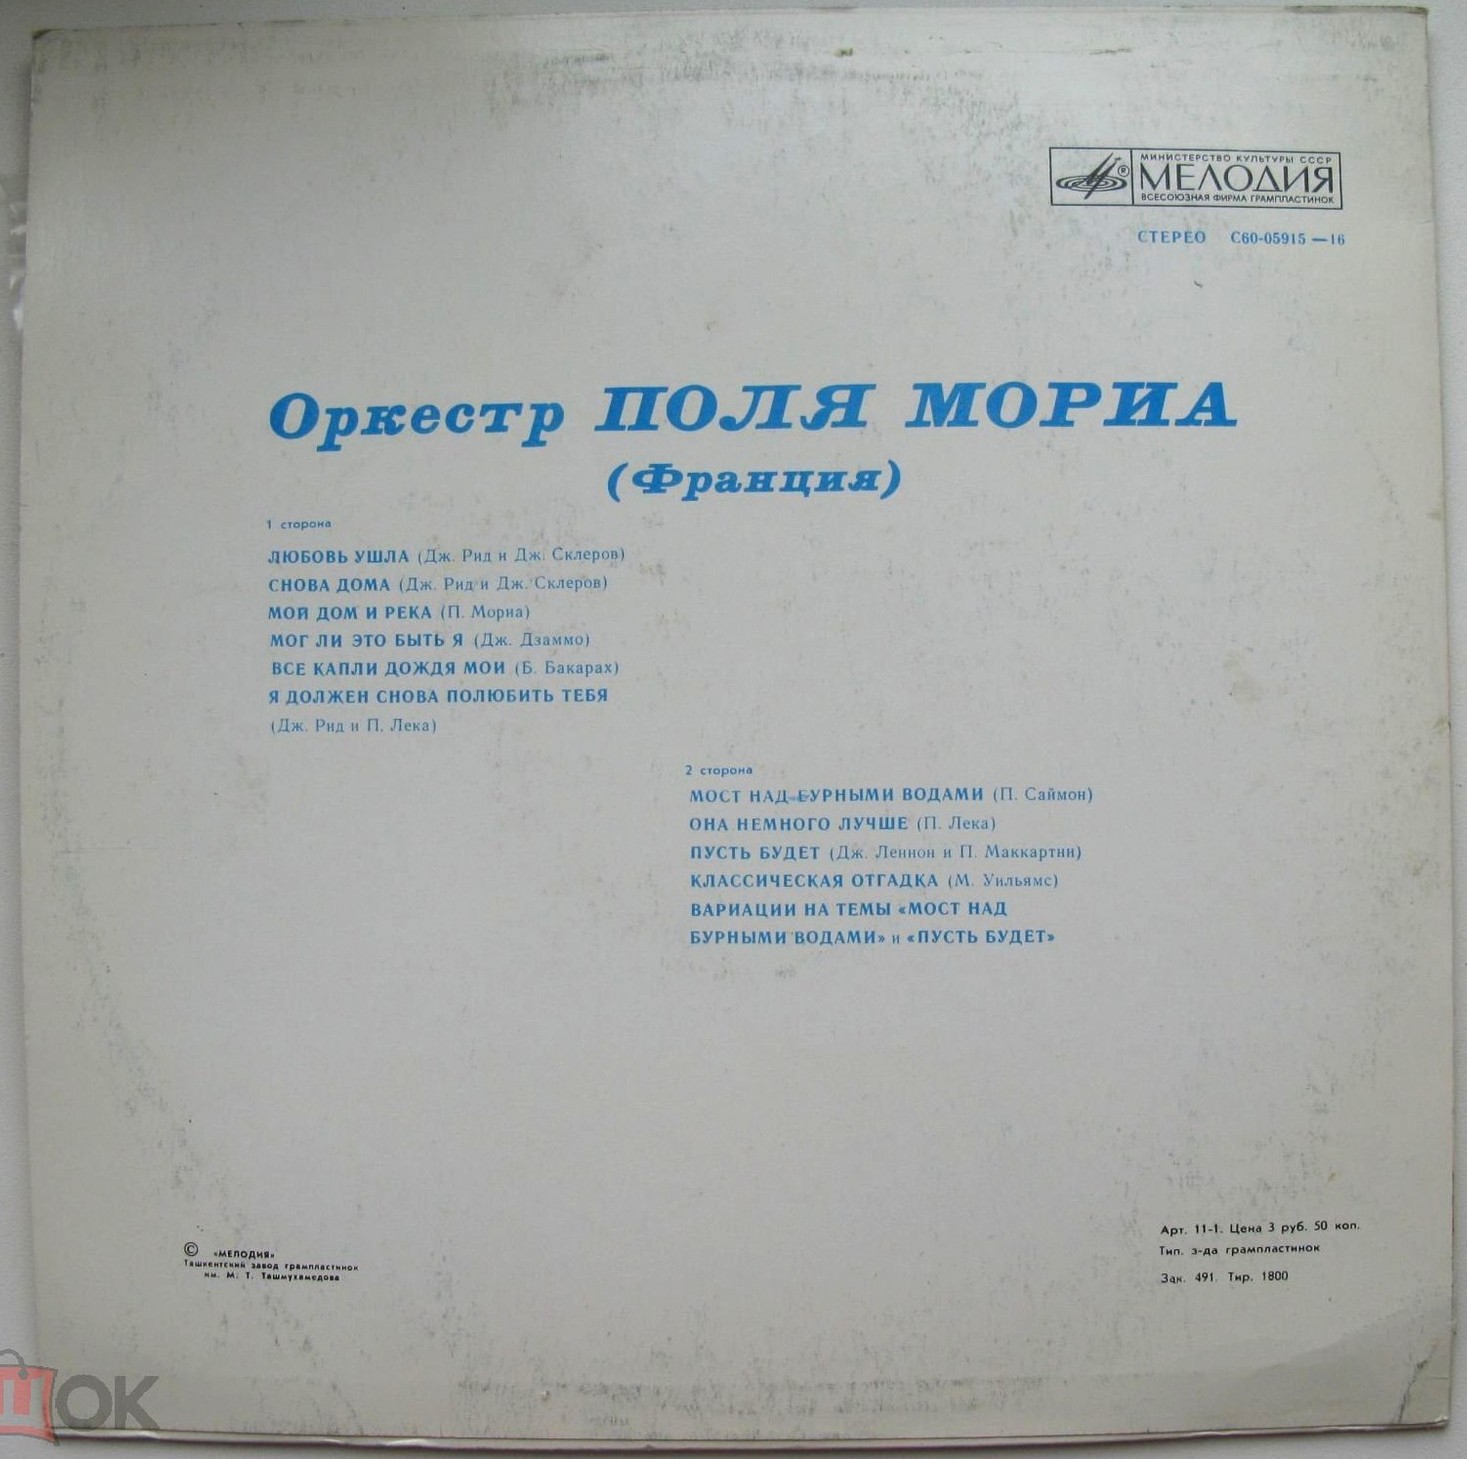 МИНИСТЕРСТВО КУЛЬТУРЫ СССР
МЕЛОДИЯ
ВСЕСОЮЗНАЯ ФИРМА ГРАМПЛАСТИНОК
СТЕРЕО С60-05915—16
Оркестр ПОЛЯ МОРИА
(Франция)
1 сторона
ЛЮБОВЬ УШЛА (Дж. Рид и Дж. Склеров)
СНОВА ДОМА (Дж. Рид и Дж. Склеров)
МОЙ ДОМ И РЕКА (П. Мориа)
МОГ ЛИ ЭТО БЫТЬ Я (Дж. Дзаммо)
ВСЕ КАПЛИ ДОЖДЯ МОИ (Б. Бакарах)
Я ДОЛЖЕН СНОВА ПОЛЮБИТЬ ТЕБЯ
(Дж. Рид и П. Лека)
2 сторона
МОСТ НАД БУРНЫМИ ВОДАМИ (П. Саймон)
ОНА НЕМНОГО ЛУЧШЕ (П. Лека)
ПУСТЬ БУДЕТ (Дж. Леннон и П. Маккартни)
КЛАССИЧЕСКАЯ ОТГАДКА (М. Уильямс)
ВАРИАЦИИ НА ТЕМЫ «МОСТ НАД
БУРНЫМИ ВОДАМИ» и «ПУСТЬ БУДЕТ»
© «МЕЛОДИЯ»
Ташкентский завод грампластинок
им. М. Т. Ташмухамедова
Арт. 11-1. Цена 3 руб. 50 коп.
Тип. з-да грампластинок
Зак. 491. Тир. 1800
ШОК